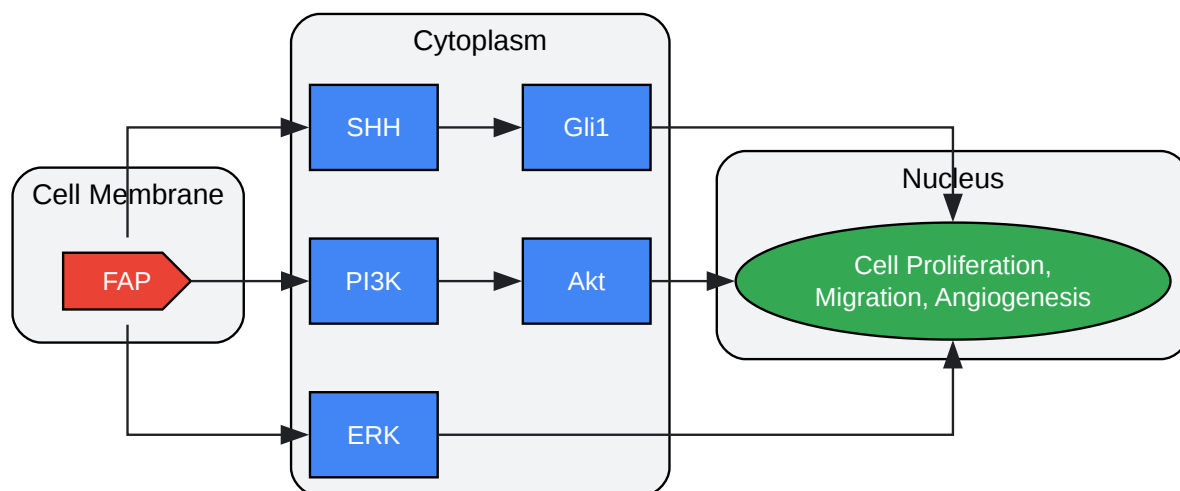 Cytoplasm
SHH
Gli1
Cell Membrane
Nucleus
FAP
PI3K
Akt
Cell Proliferation,
Migration, Angiogenesis
ERK